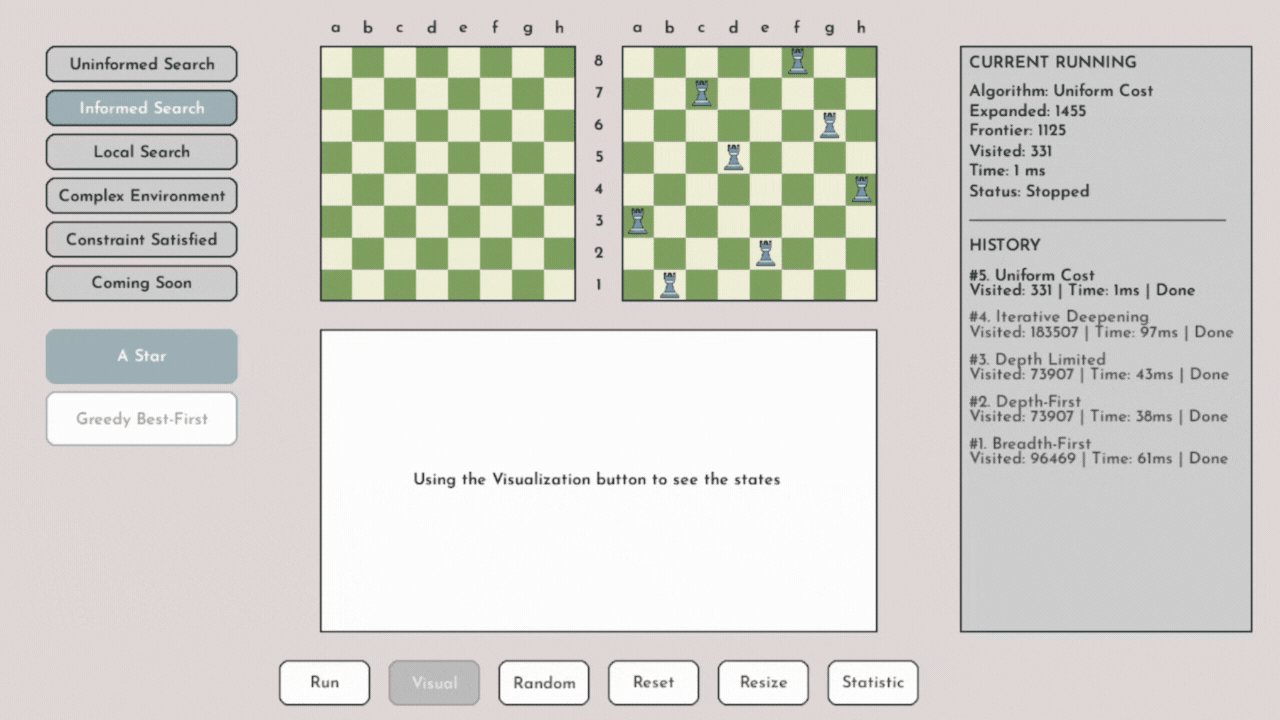 a b c d e f g h
a b c d e f g h
Uninformed Search
Informed Search
Local Search
Complex Environment
Constraint Satisfied
Coming Soon
A Star
Greedy Best-First
8
7
6
5
4
3
2
1
Using the Visualization button to see the states
Run
Visual
Random
Reset
Resize
Statistic
CURRENT RUNNING
Algorithm: Uniform Cost
Expanded: 1455
Frontier: 1125
Visited: 331
Time: 1 ms
Status: Stopped
HISTORY
#5. Uniform Cost
Visited: 331 | Time: 1ms | Done
#4. Iterative Deepening
Visited: 183507 | Time: 97ms | Done
#3. Depth Limited
Visited: 73907 | Time: 43ms | Done
#2. Depth-First
Visited: 73907 | Time: 38ms | Done
#1. Breadth-First
Visited: 96469 | Time: 61ms | Done